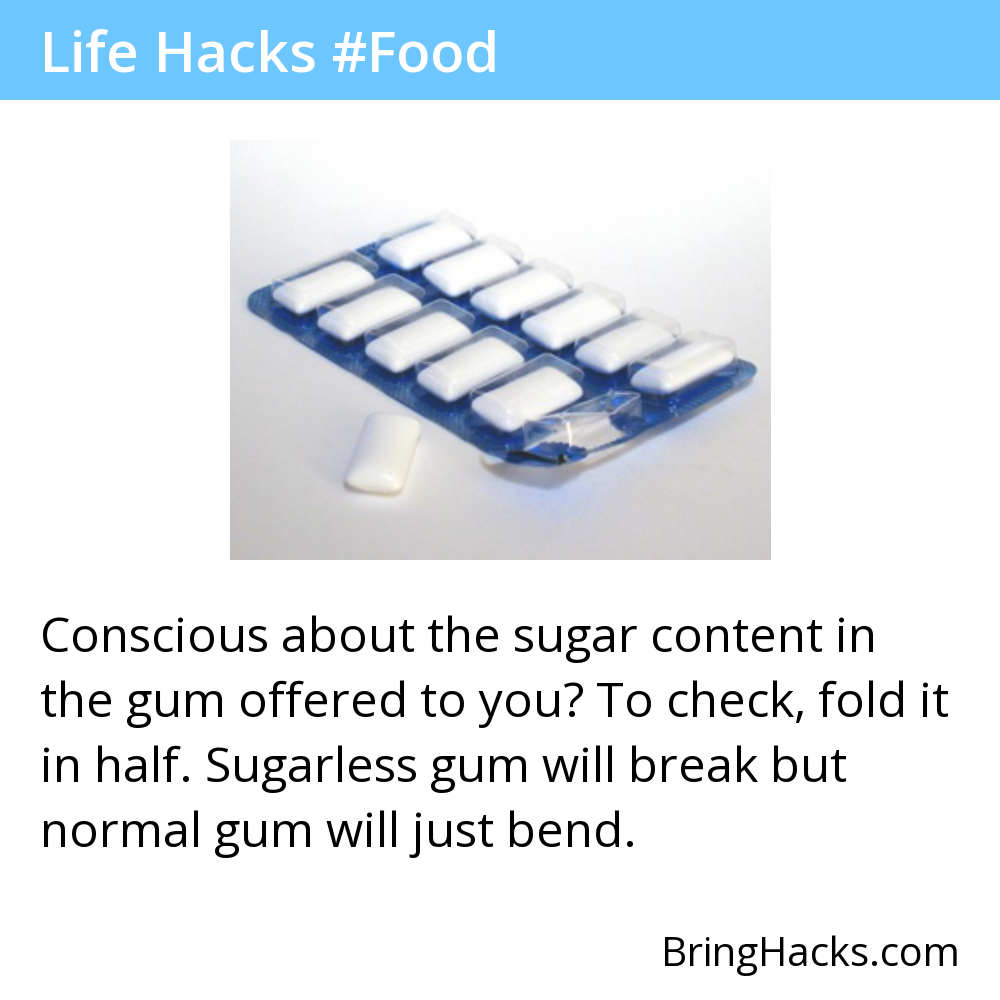 Life Hacks #Food
Conscious about the sugar content in
the gum offered to you? To check, fold it
in half. Sugarless gum will break but
normal gum will just bend.
BringHacks.com